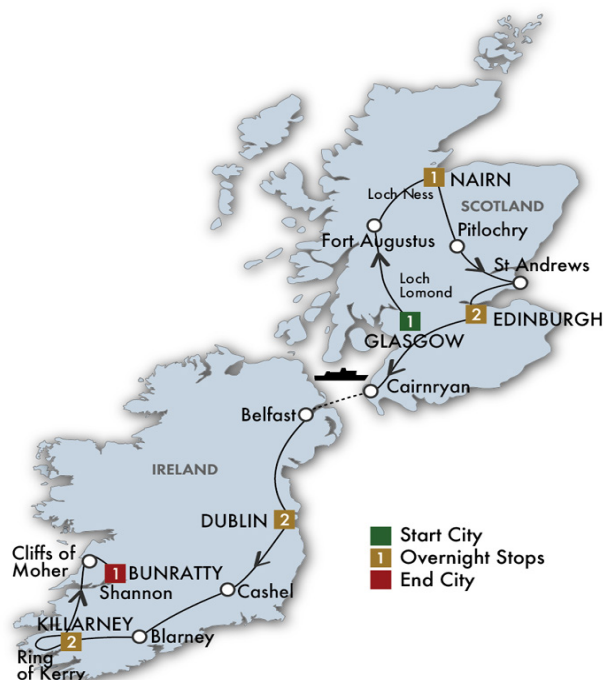 1 NAIRN
Loch Ness
SCOTLAND
Pitlochry
Fort Augustus
St Andrews
Loch
Lomond
1
2 EDINBURGH
GLASGOW
Cairnryan
Belfast
IRELAND
DUBLIN 2
Start City
1 Overnight Stops
End City
Cliffs of
Moher
1 BUNRATTY
Shannon
Cashel
KILLARNEY
2
Blarney
Ring
of Kerry